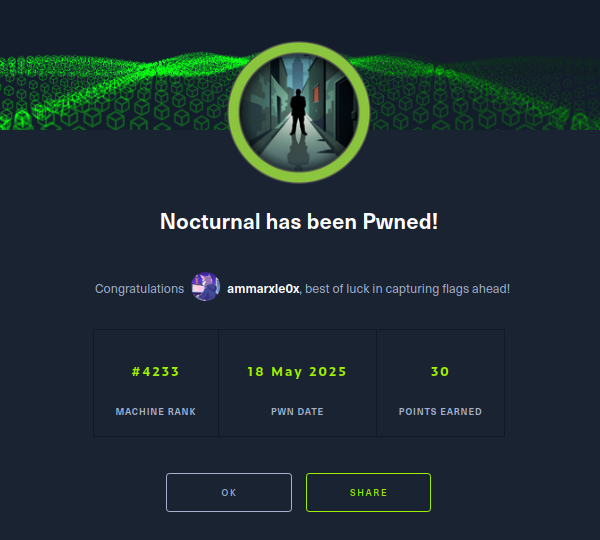 Nocturnal has been Pwned!
Congratulations ammarxle0x, best of luck in capturing flags ahead!
#4233 18 May 2025 30
MACHINE RANK PWN DATE POINTS EARNED
OK SHARE